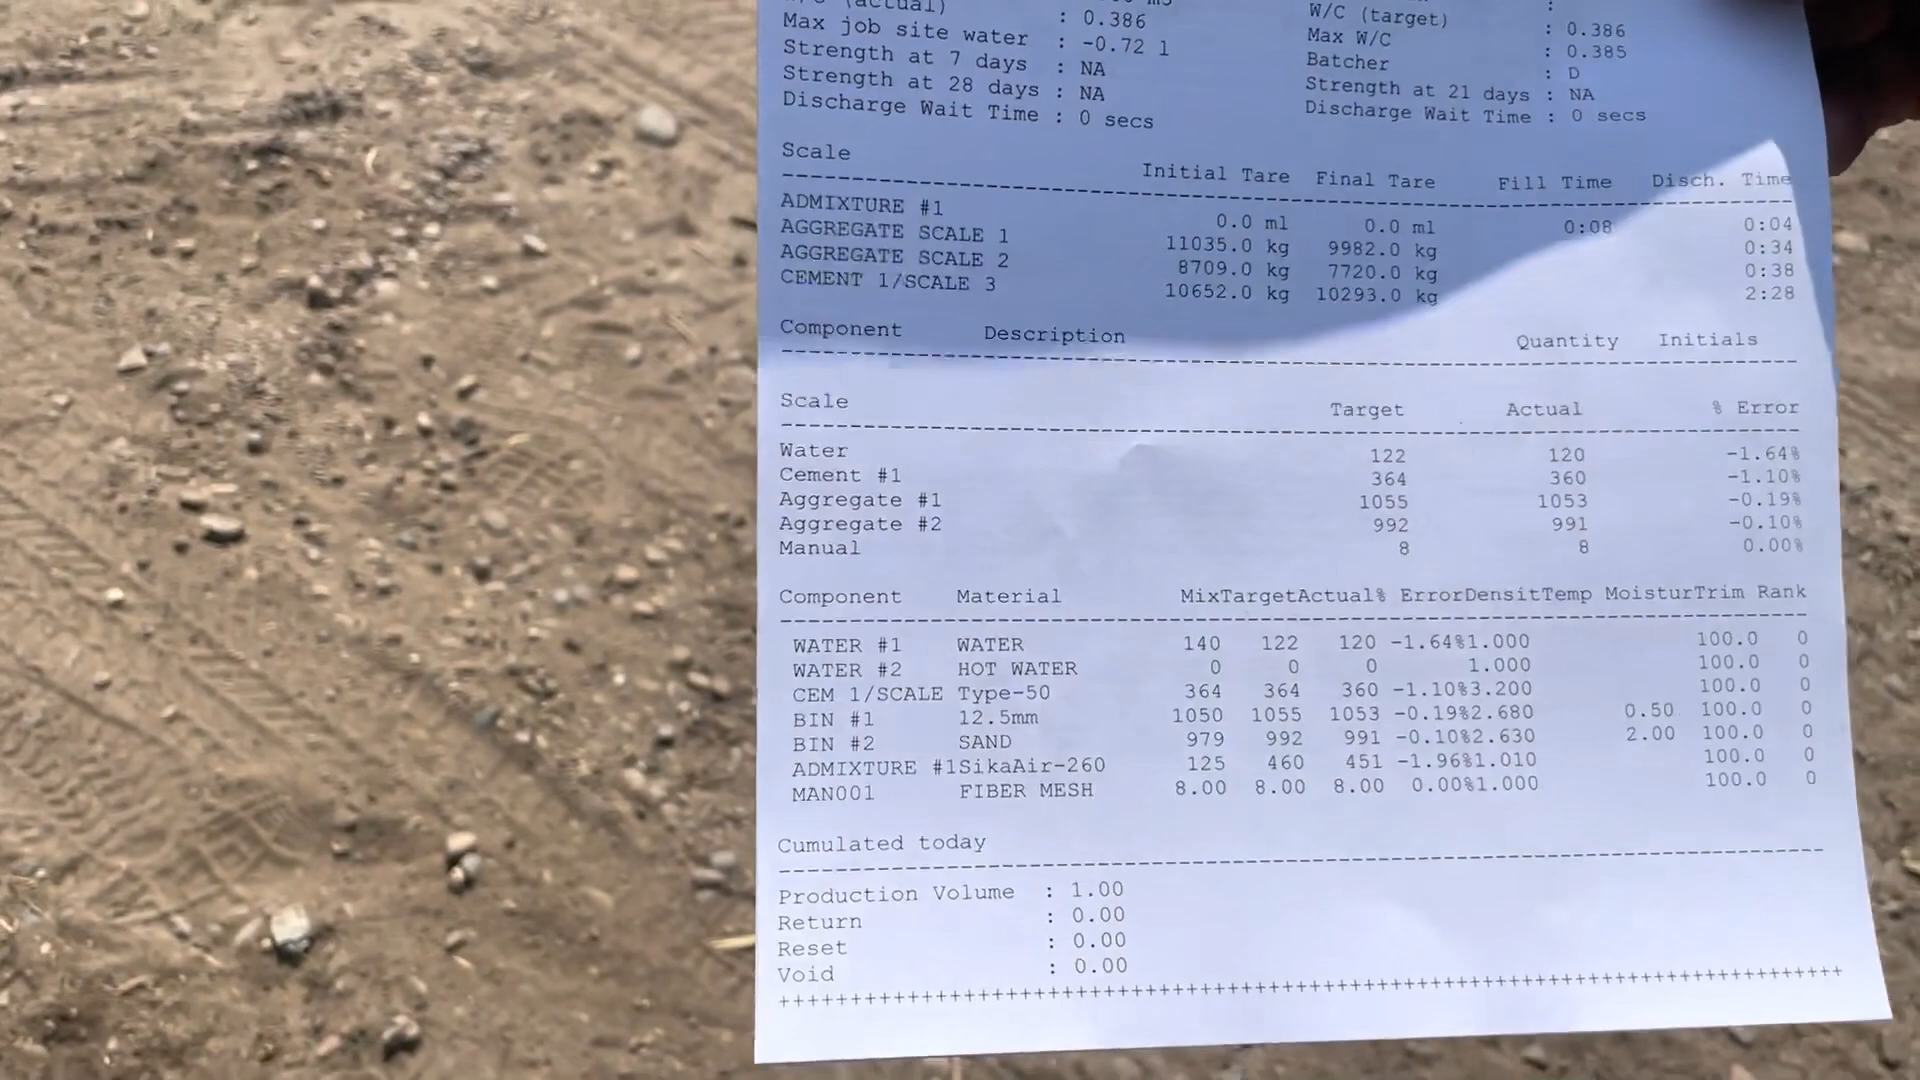 W/C (actual) : 0.386 W/C (target) : 0.386
Max job site water : -0.72 l Max W/C : 0.385
Strength at 7 days : NA Batcher : D
Strength at 28 days : NA Strength at 21 days : NA
Discharge Wait Time : 0 secs Discharge Wait Time : 0 secs
Scale Initial Tare Final Tare Fill Time Disch. Time
ADMIXTURE #1 0.0 ml 0.0 ml 0:08 0:04
AGGREGATE SCALE 1 11035.0 kg 9982.0 kg 0:34
AGGREGATE SCALE 2 8709.0 kg 7720.0 kg 0:38
CEMENT 1/SCALE 3 10652.0 kg 10293.0 kg 2:28
Component Description Quantity Initials
Scale Target Actual % Error
Water 122 120 -1.64%
Cement #1 364 360 -1.10%
Aggregate #1 1055 1053 -0.19%
Aggregate #2 992 991 -0.10%
Manual 8 8 0.00%
Component Material MixTargetActual% ErrorDensitTemp MoisturTrim Rank
WATER #1 WATER 140 122 120 -1.64%1.000 100.0 0
WATER #2 HOT WATER 0 0 0 1.000 100.0 0
CEM 1/SCALE Type-50 364 364 360 -1.10%3.200 100.0 0
BIN #1 12.5mm 1050 1055 1053 -0.19%2.680 0.50 100.0 0
BIN #2 SAND 979 992 991 -0.10%2.630 2.00 100.0 0
ADMIXTURE #1SikaAir-260 125 460 451 -1.96%1.010 100.0 0
MAN001 FIBER MESH 8.00 8.00 8.00 0.00%1.000 100.0 0
Cumulated today
Production Volume : 1.00
Return : 0.00
Reset : 0.00
Void : 0.00
++++++++++++++++++++++++++++++++++++++++++++++++++++++++++++++++++++++++++++++++++++++++